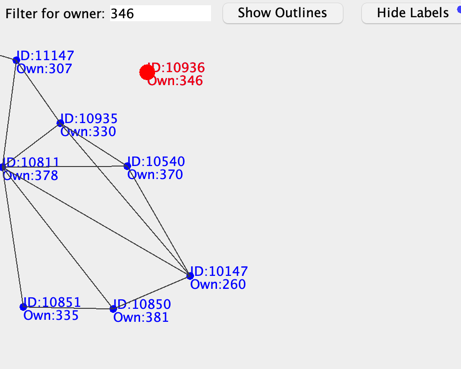 Filter for owner: 346 Show Outlines Hide Labels
ID:11147
Own:307
ID:10936
Own:346
ID:10935
Own:330
ID:10811
Own:378
ID:10540
Own:370
ID:10147
Own:260
ID:10851
Own:335
ID:10850
Own:381